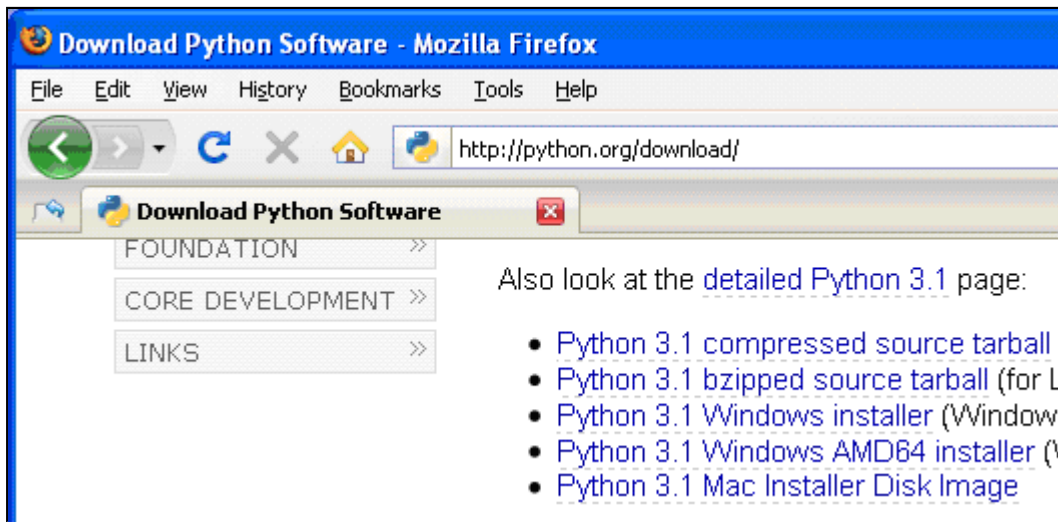 Download Python Software - Mozilla Firefox
File Edit View History Bookmarks Tools Help
http://python.org/download/
Download Python Software
FOUNDATION »
CORE DEVELOPMENT »
LINKS »
Also look at the detailed Python 3.1 page:
• Python 3.1 compressed source tarball
• Python 3.1 bzipped source tarball (for
• Python 3.1 Windows installer (Window
• Python 3.1 Windows AMD64 installer (
• Python 3.1 Mac Installer Disk Image